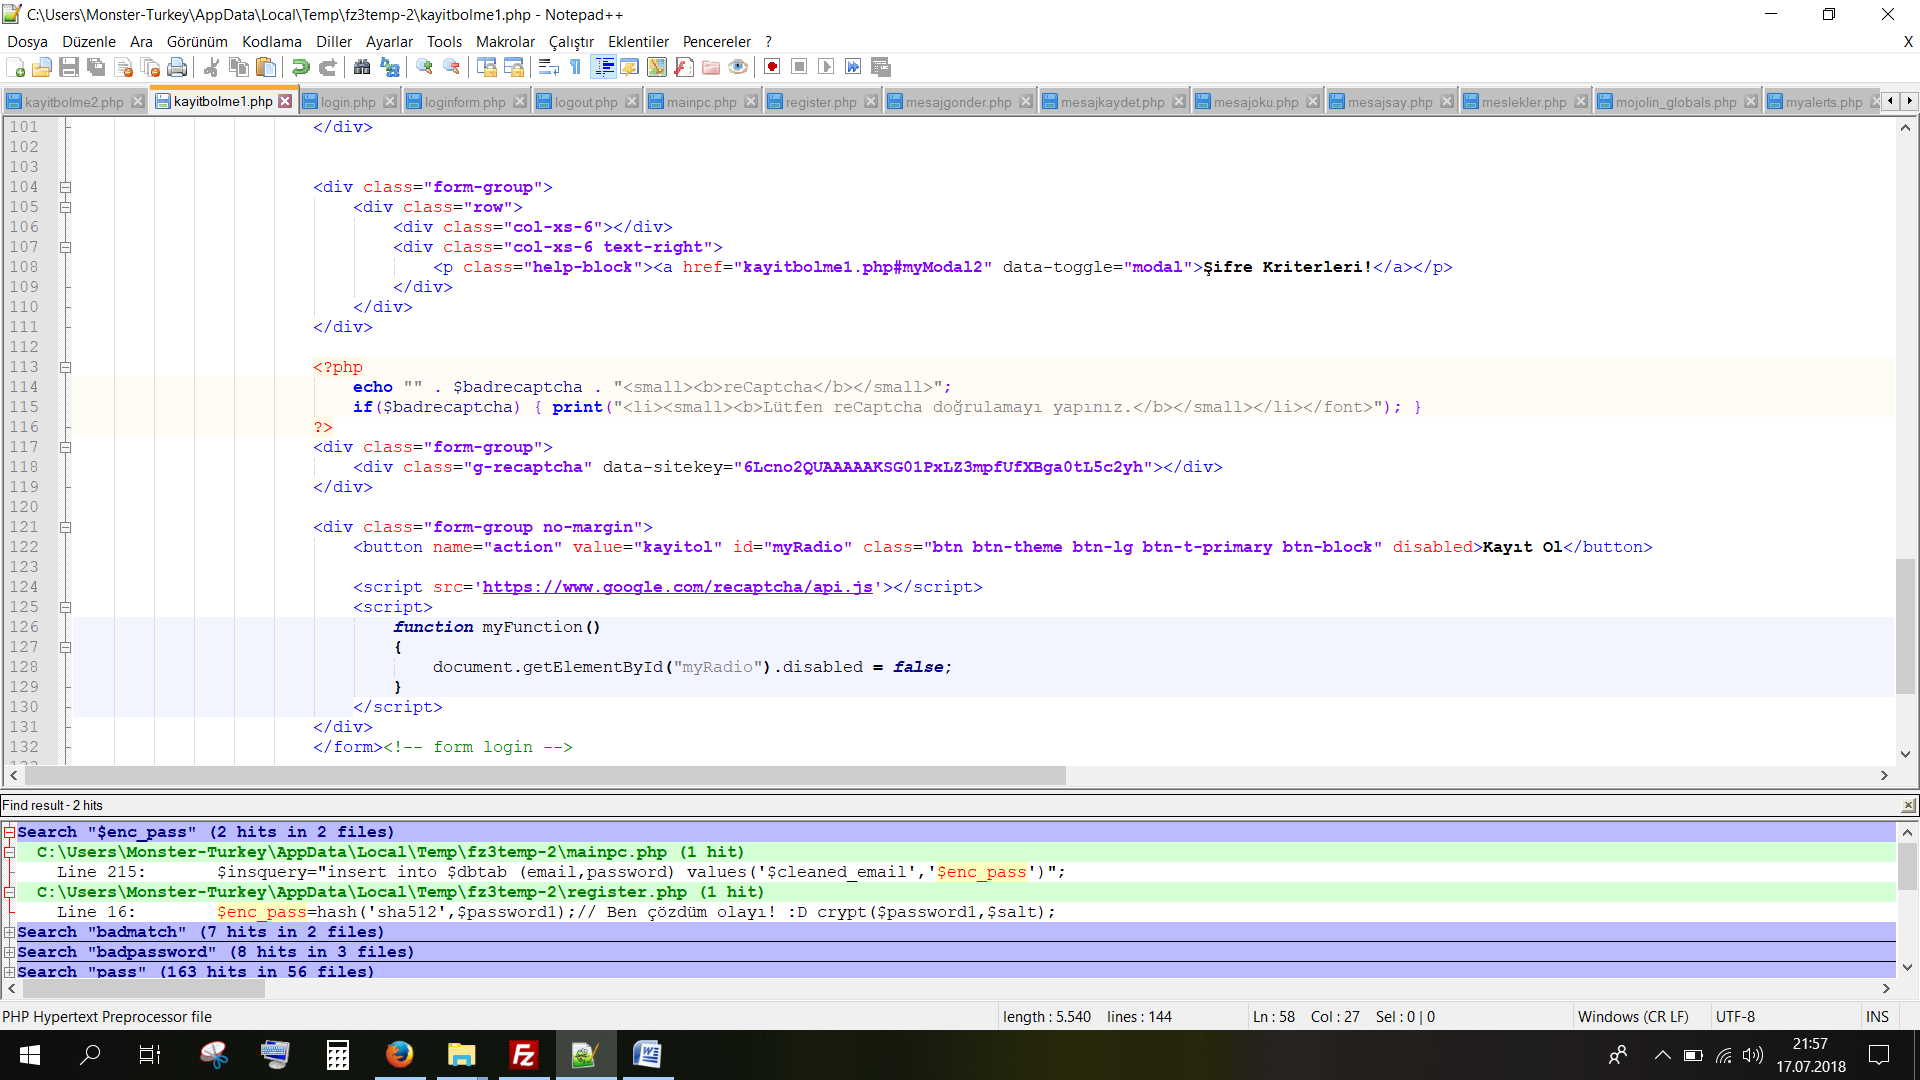 C:\Users\Monster-Turkey\AppData\Local\Temp\fz3temp-2\kayitbolme1.php - Notepad++
Dosya Düzenle Ara Görünüm Kodlama Diller Ayarlar Tools Makrolar Çalıştır Eklentiler Pencereler ? X
kayitbolme2.php kayitbolme1.php login.php loginform.php logout.php mainpc.php register.php mesajgonder.php mesajkaydet.php mesajoku.php mesajsay.php meslekler.php mojolin_globals.php myalerts.php
101 </div>
102
103
104 <div class="form-group">
105 <div class="row">
106 <div class="col-xs-6"></div>
107 <div class="col-xs-6 text-right">
108 <p class="help-block"><a href="kayitbolme1.php#myModal2" data-toggle="modal">Şifre Kriterleri!</a></p>
109 </div>
110 </div>
111 </div>
112
113 <?php
114 echo "" . $badrecaptcha . "<small><b>reCaptcha</b></small>";
115 if($badrecaptcha) { print("<li><small><b>Lütfen reCaptcha doğrulamayı yapınız.</b></small></li></font>"); }
116 ?>
117 <div class="form-group">
118 <div class="g-recaptcha" data-sitekey="6Lcno2QUAAAAAKSG01PxLZ3mpfUfXBga0tL5c2yh"></div>
119 </div>
120
121 <div class="form-group no-margin">
122 <button name="action" value="kayitol" id="myRadio" class="btn btn-theme btn-lg btn-t-primary btn-block" disabled>Kayıt Ol</button>
123
124 <script src='https://www.google.com/recaptcha/api.js'></script>
125 <script>
126 function myFunction()
127 {
128 document.getElementById("myRadio").disabled = false;
129 }
130 </script>
131 </div>
132 </form><!-- form login -->
Find result - 2 hits
Search "$enc_pass" (2 hits in 2 files)
C:\Users\Monster-Turkey\AppData\Local\Temp\fz3temp-2\mainpc.php (1 hit)
Line 215: $insquery="insert into $dbtab (email,password) values('$cleaned_email','$enc_pass')";
C:\Users\Monster-Turkey\AppData\Local\Temp\fz3temp-2\register.php (1 hit)
Line 16: $enc_pass=hash('sha512',$password1);// Ben çözdüm olayı! :D crypt($password1,$salt);
Search "badmatch" (7 hits in 2 files)
Search "badpassword" (8 hits in 3 files)
Search "pass" (163 hits in 56 files)
PHP Hypertext Preprocessor file length : 5.540 lines : 144 Ln : 58 Col : 27 Sel : 0 | 0 Windows (CR LF) UTF-8 INS
21:57
17.07.2018